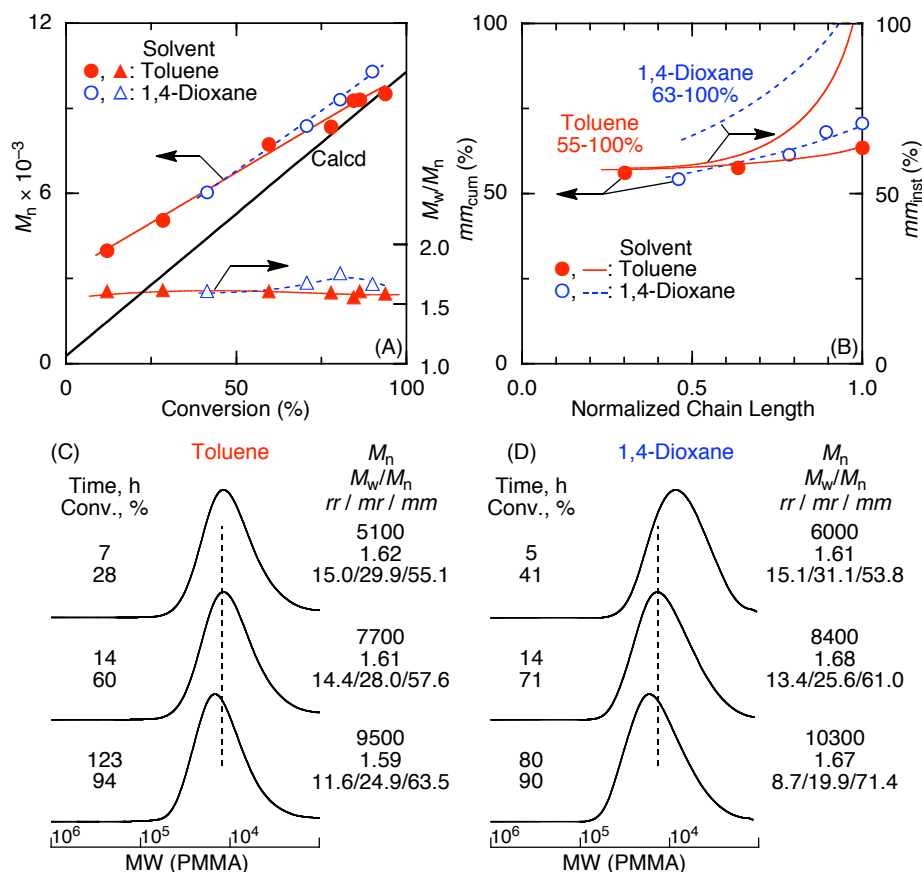 12
6
0
Mn × 10⁻³
Solvent
●, ▲: Toluene
○, △: 1,4-Dioxane
Calcd
2.0
1.5
1.0
Mw/Mn
(A)
0
50
100
Conversion (%)
100
50
0
mmcum (%)
1,4-Dioxane
63-100%
Toluene
55-100%
Solvent
●, —: Toluene
○, ---: 1,4-Dioxane
100
50
0
mminst (%)
(B)
0.0
0.5
1.0
Normalized Chain Length
(C)
Toluene
Mn
Mw/Mn
rr / mr / mm
Time, h
Conv., %
7
28
5100
1.62
15.0/29.9/55.1
14
60
7700
1.61
14.4/28.0/57.6
123
94
9500
1.59
11.6/24.9/63.5
10⁶
10⁵
10⁴
MW (PMMA)
(D)
1,4-Dioxane
Mn
Mw/Mn
rr / mr / mm
Time, h
Conv., %
5
41
6000
1.61
15.1/31.1/53.8
14
71
8400
1.68
13.4/25.6/61.0
80
90
10300
1.67
8.7/19.9/71.4
10⁶
10⁵
10⁴
MW (PMMA)